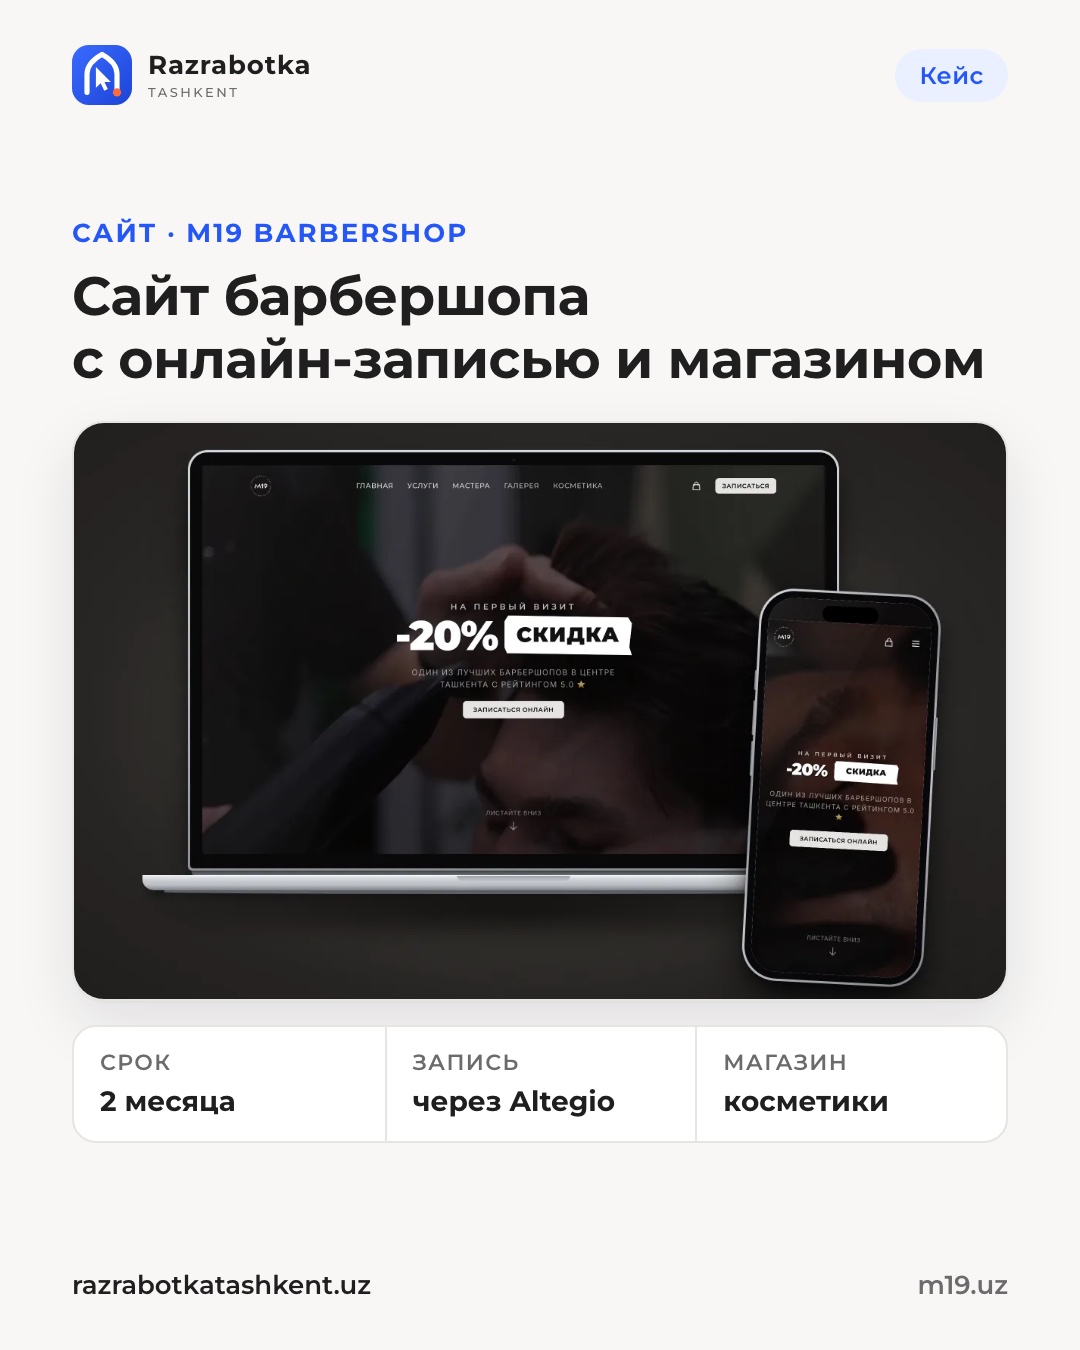 Razrabotka
TASHKENT
Кейс
САЙТ · M19 BARBERSHOP
Сайт барбершопа
с онлайн-записью и магазином
M19
ГЛАВНАЯ УСЛУГИ МАСТЕРА ГАЛЕРЕЯ КОСМЕТИКА
ЗАПИСАТЬСЯ
НА ПЕРВЫЙ ВИЗИТ
-20% СКИДКА
ОДИН ИЗ ЛУЧШИХ БАРБЕРШОПОВ В ЦЕНТРЕ
ТАШКЕНТА С РЕЙТИНГОМ 5.0 ⭐
ЗАПИСАТЬСЯ ОНЛАЙН
ЛИСТАЙТЕ ВНИЗ
↓
M19
НА ПЕРВЫЙ ВИЗИТ
-20% СКИДКА
ОДИН ИЗ ЛУЧШИХ БАРБЕРШОПОВ В
ЦЕНТРЕ ТАШКЕНТА С РЕЙТИНГОМ 5.0
⭐
ЗАПИСАТЬСЯ ОНЛАЙН
ЛИСТАЙТЕ ВНИЗ
↓
СРОК
2 месяца
ЗАПИСЬ
через Altegio
МАГАЗИН
косметики
razrabotkatashkent.uz
m19.uz